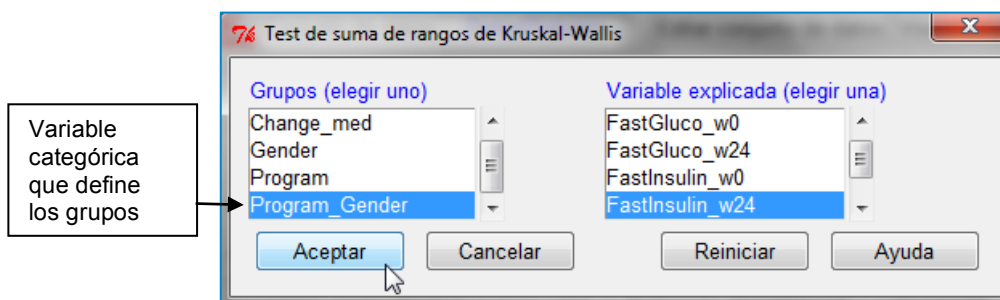 Test de suma de rangos de Kruskal-Wallis
Grupos (elegir uno)
Change_med
Gender
Program
Program_Gender
Variable explicada (elegir una)
FastGluco_w0
FastGluco_w24
FastInsulin_w0
FastInsulin_w24
Variable
categórica
que define
los grupos
Aceptar
Cancelar
Reiniciar
Ayuda